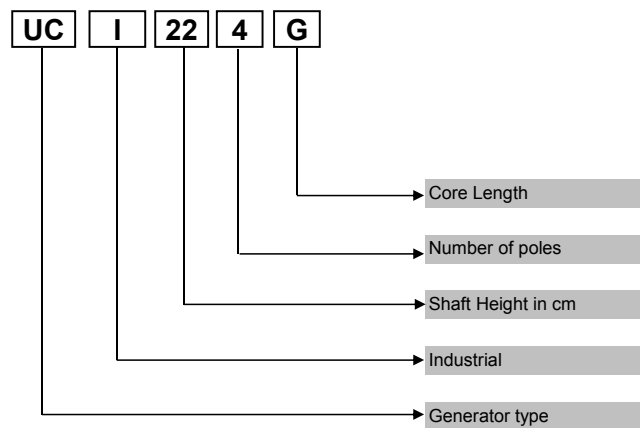 UC I 22 4 G
Core Length
Number of poles
Shaft Height in cm
Industrial
Generator type